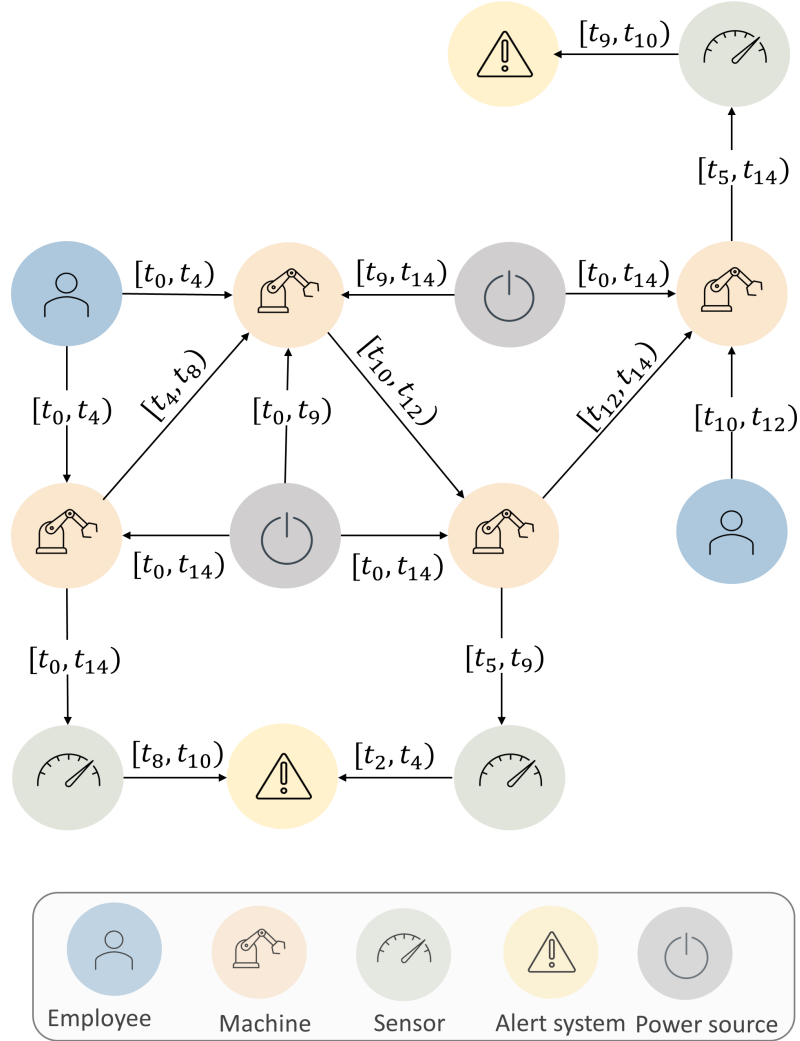 [t₉, t₁₀)
[t₅, t₁₄)
[t₀, t₄)
[t₉, t₁₄)
[t₀, t₁₄)
[t₀, t₄)
[t₄, t₈)
[t₀, t₉)
[t₁₀, t₁₂)
[t₁₂, t₁₄)
[t₁₀, t₁₂)
[t₀, t₁₄)
[t₀, t₁₄)
[t₀, t₁₄)
[t₅, t₉)
[t₈, t₁₀)
[t₂, t₄)
Employee
Machine
Sensor
Alert system
Power source